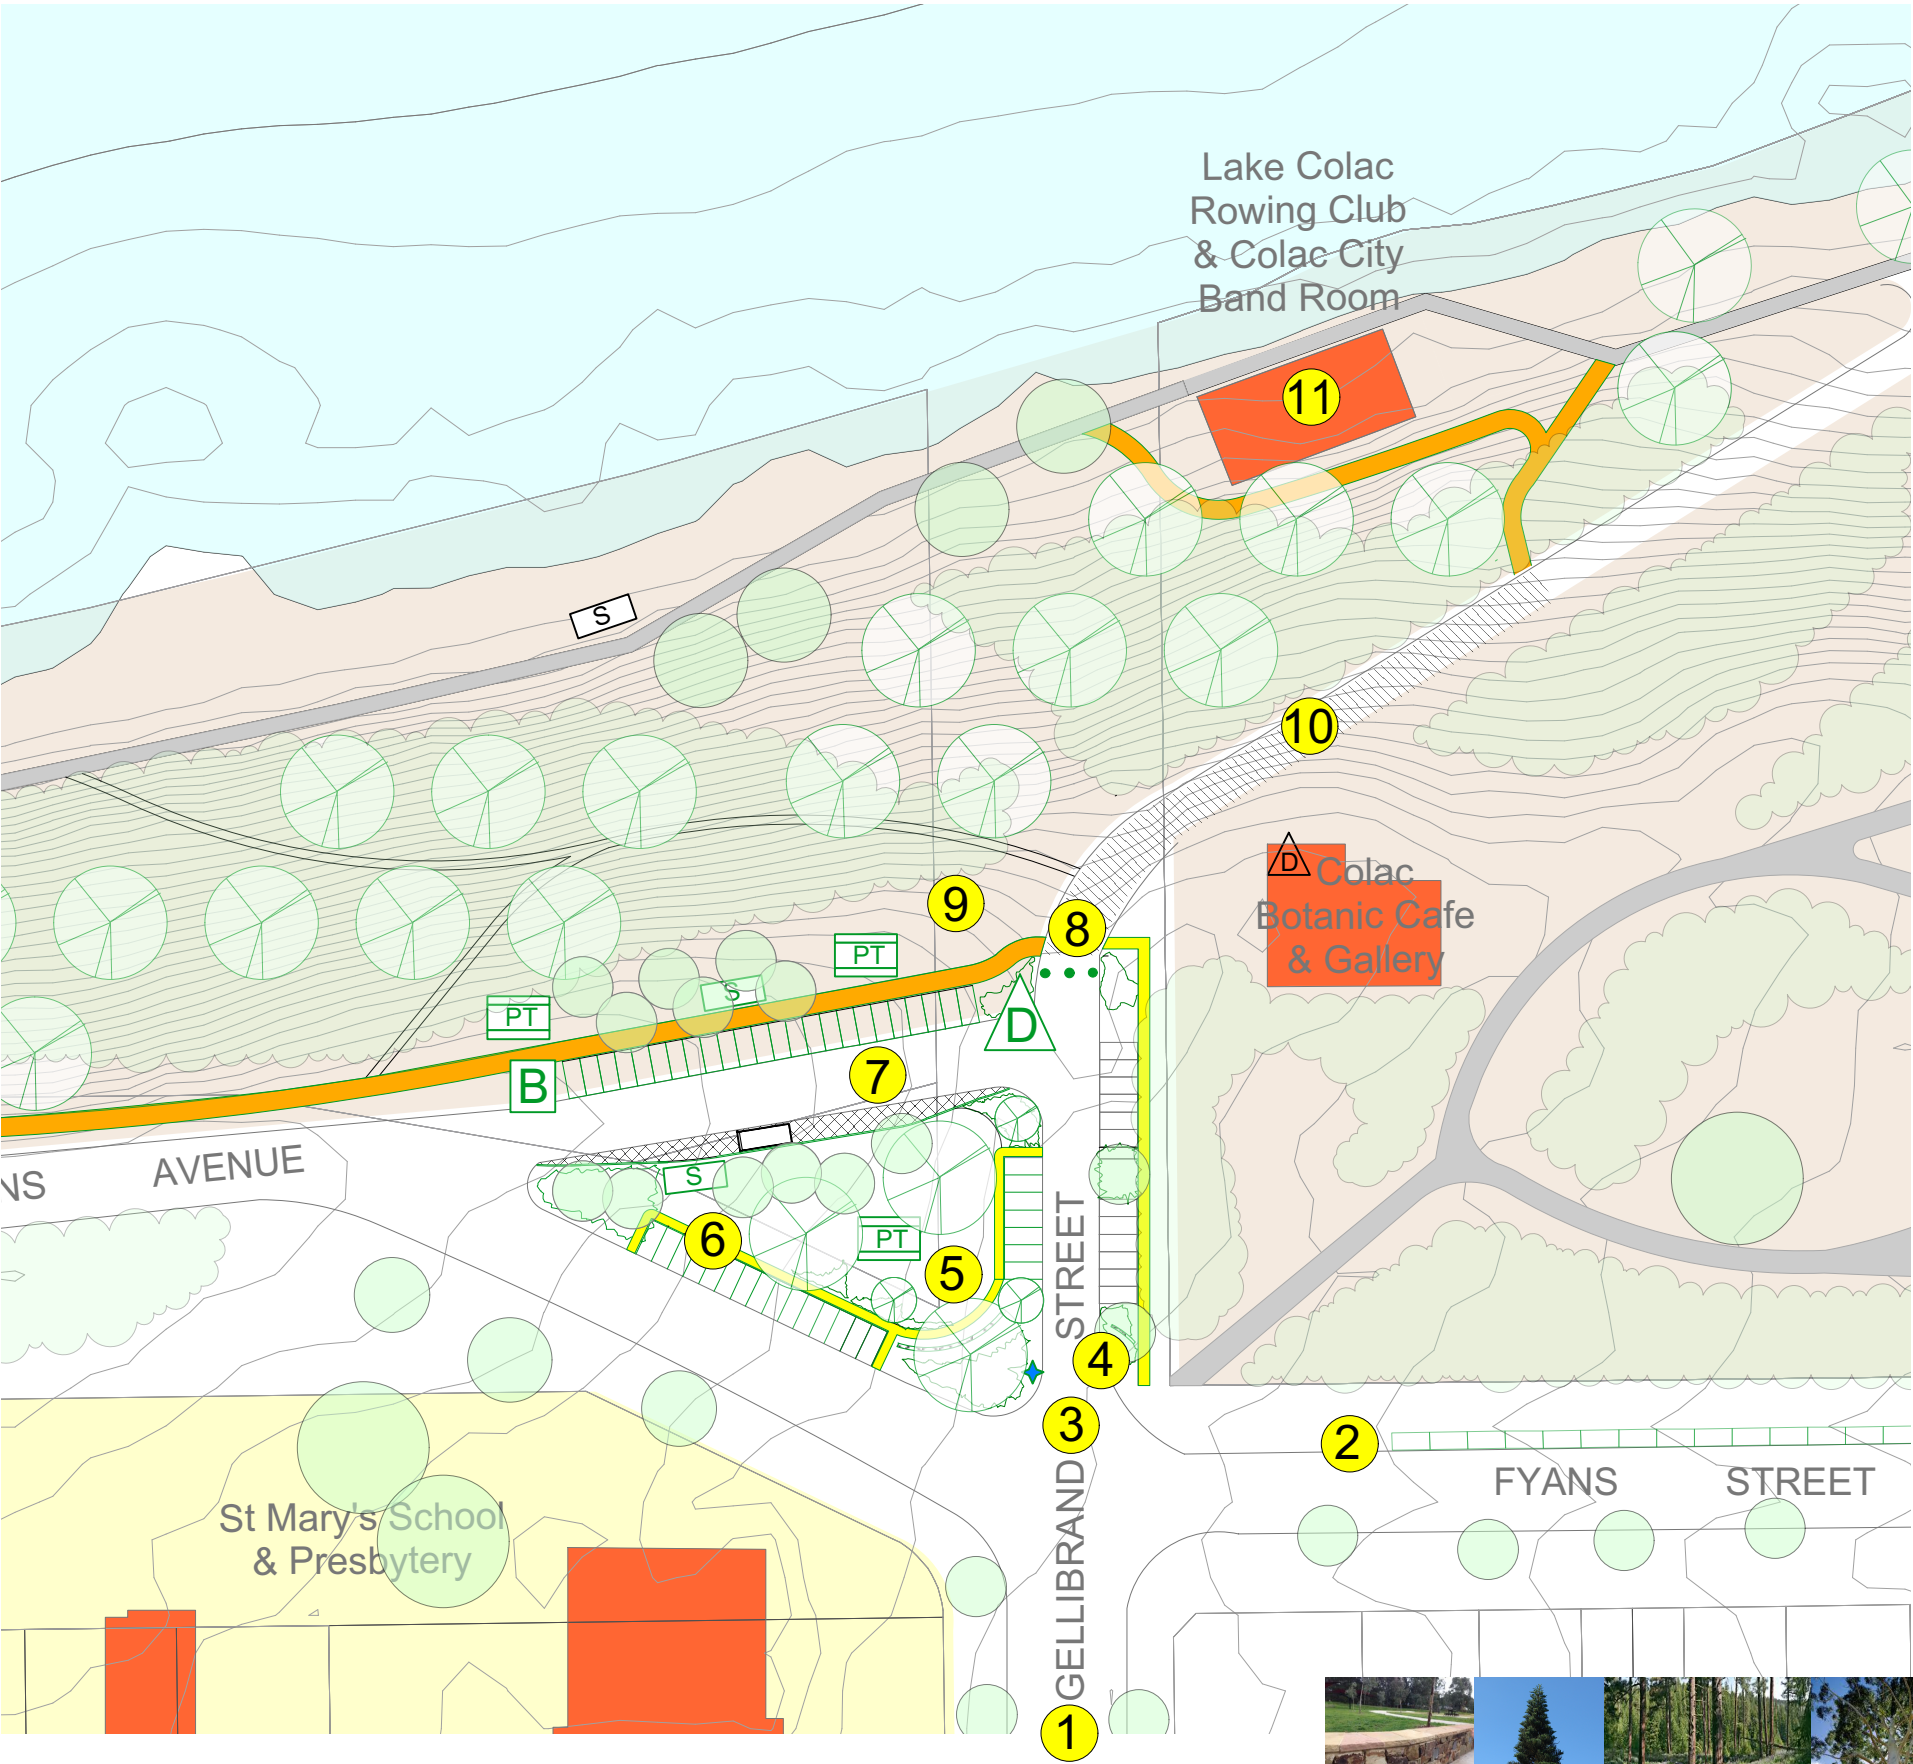 Lake Colac
Rowing Club
& Colac City
Band Room
11
S
10
D
Colac
Botanic Cafe
& Gallery
9
8
PT
S
PT
D
B
7
NS AVENUE
S
6
PT
5
STREET
4
3
2
FYANS STREET
GELLIBRAND
St Mary's School
& Presbytery
1